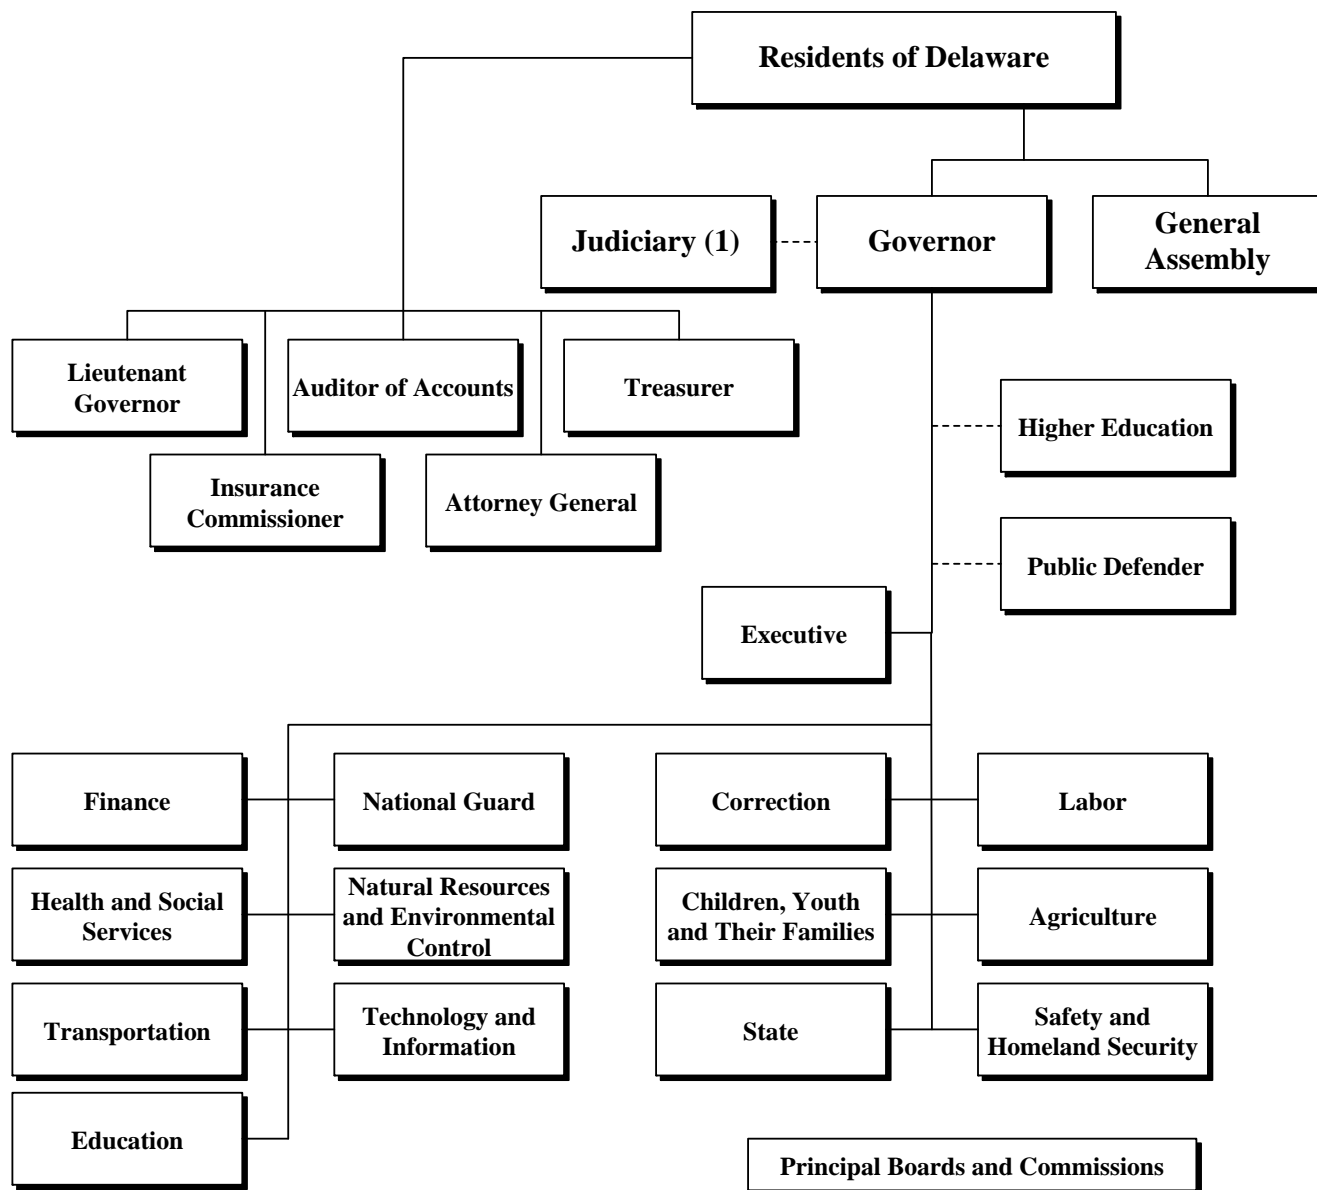 Residents of Delaware
Judiciary (1)
Governor
General
Assembly
Lieutenant
Governor
Auditor of Accounts
Treasurer
Insurance
Commissioner
Attorney General
Higher Education
Public Defender
Executive
Finance
National Guard
Correction
Labor
Health and Social
Services
Natural Resources
and Environmental
Control
Children, Youth
and Their Families
Agriculture
Transportation
Technology and
Information
State
Safety and
Homeland Security
Education
Principal Boards and Commissions